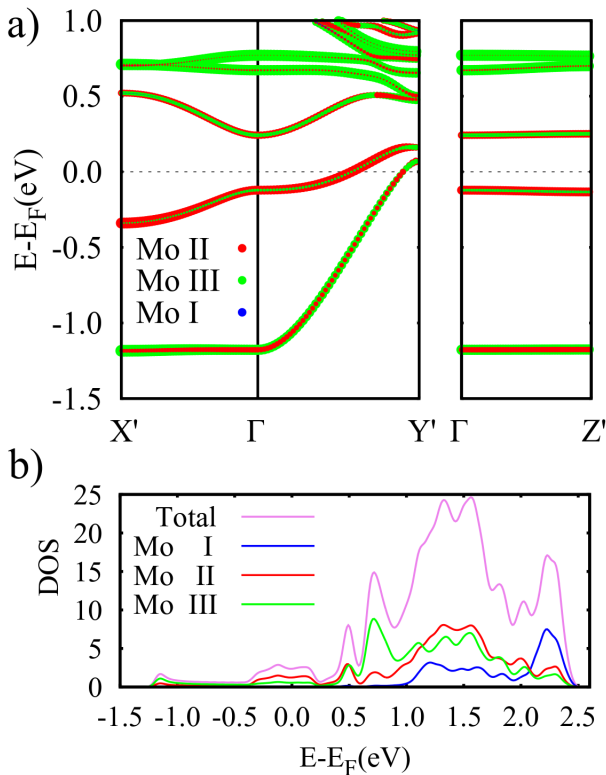 a)
1.0
0.5
0.0
-0.5
-1.0
-1.5
E-E_F(eV)
Mo II
Mo III
Mo I
X'
Γ
Y'
Γ
Z'
b)
25
20
15
10
5
0
DOS
Total
Mo I
Mo II
Mo III
-1.5 -1.0 -0.5 0.0 0.5 1.0 1.5 2.0 2.5
E-E_F(eV)